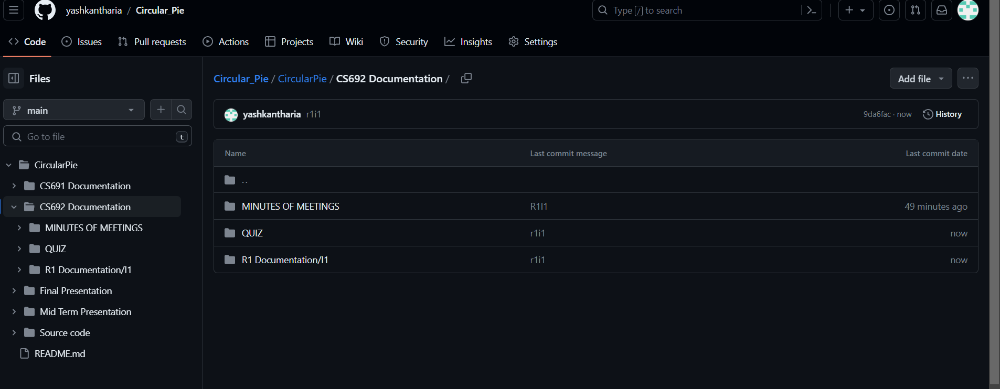 yashkantharia / Circular_Pie
Type / to search
Code Issues Pull requests Actions Projects Wiki Security Insights Settings
Files
main
Go to file t
CircularPie
CS691 Documentation
CS692 Documentation
MINUTES OF MEETINGS
QUIZ
R1 Documentation/I1
Final Presentation
Mid Term Presentation
Source code
README.md
Circular_Pie / CircularPie / CS692 Documentation /
Add file
yashkantharia r1i1 9da6fac · now History
Name Last commit message Last commit date
..
MINUTES OF MEETINGS R1I1 49 minutes ago
QUIZ r1i1 now
R1 Documentation/I1 r1i1 now